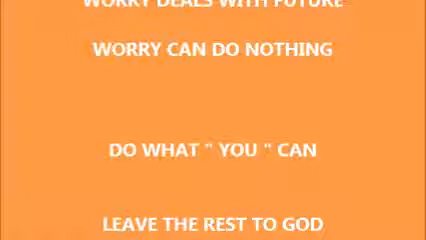 WORRY DEALS WITH FUTURE
WORRY CAN DO NOTHING
DO WHAT " YOU " CAN
LEAVE THE REST TO GOD